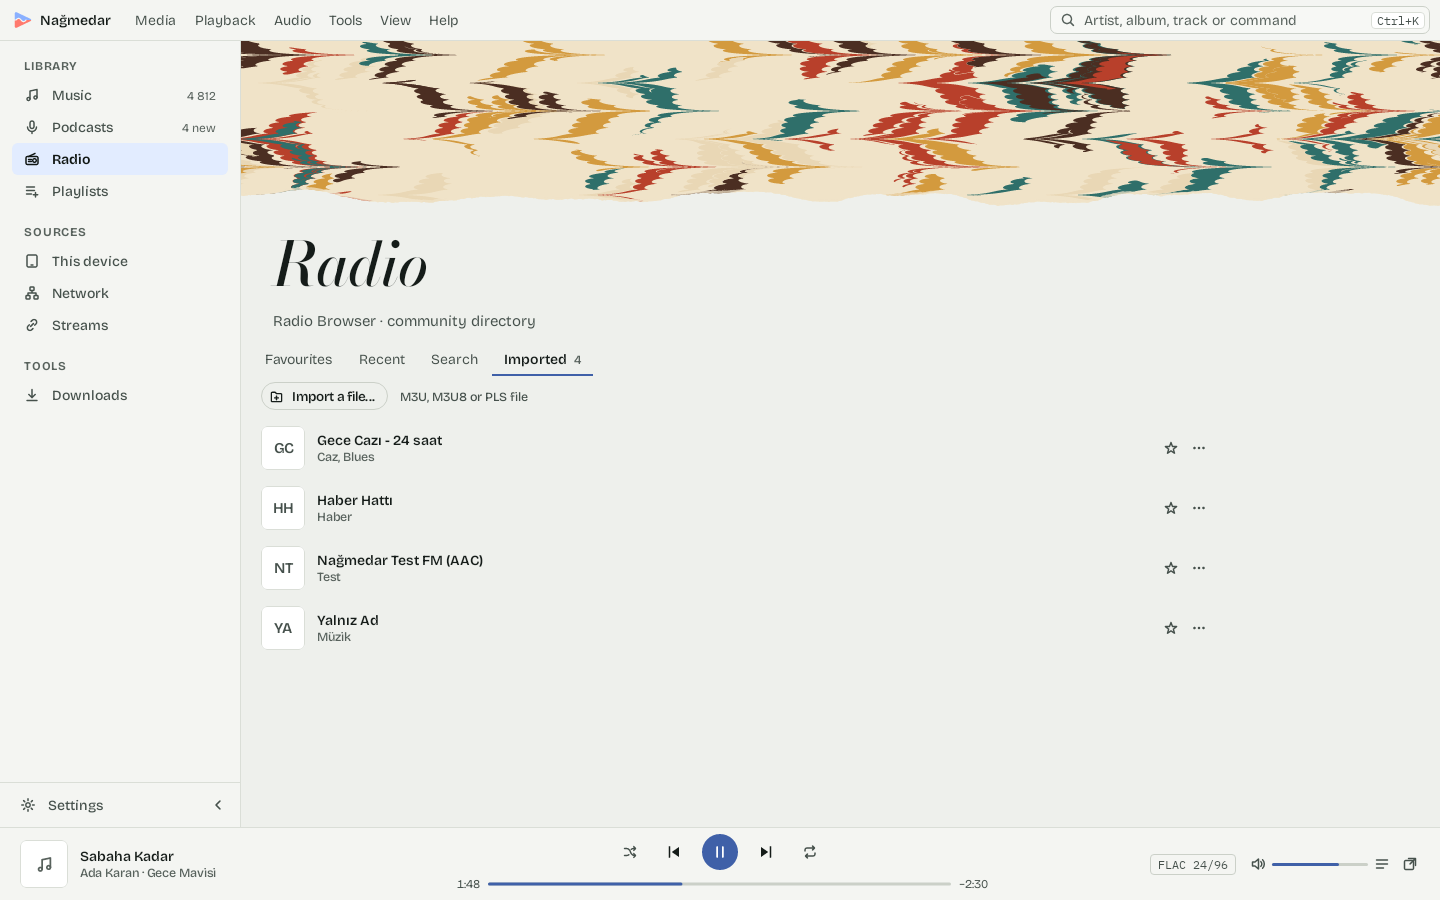 Nağmedar
Media
Playback
Audio
Tools
View
Help
Artist, album, track or command
Ctrl+K
LIBRARY
Music
4 812
Podcasts
4 new
Radio
Playlists
SOURCES
This device
Network
Streams
TOOLS
Downloads
Settings
Radio
Radio Browser · community directory
Favourites
Recent
Search
Imported 4
Import a file...
M3U, M3U8 or PLS file
GC
Gece Cazı - 24 saat
Caz, Blues
HH
Haber Hattı
Haber
NT
Nağmedar Test FM (AAC)
Test
YA
Yalnız Ad
Müzik
Sabaha Kadar
Ada Karan · Gece Mavisi
1:48
−2:30
FLAC 24/96